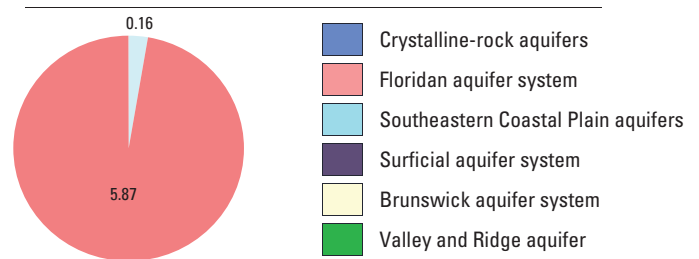 0.16
5.87
Crystalline-rock aquifers
Floridan aquifer system
Southeastern Coastal Plain aquifers
Surficial aquifer system
Brunswick aquifer system
Valley and Ridge aquifer